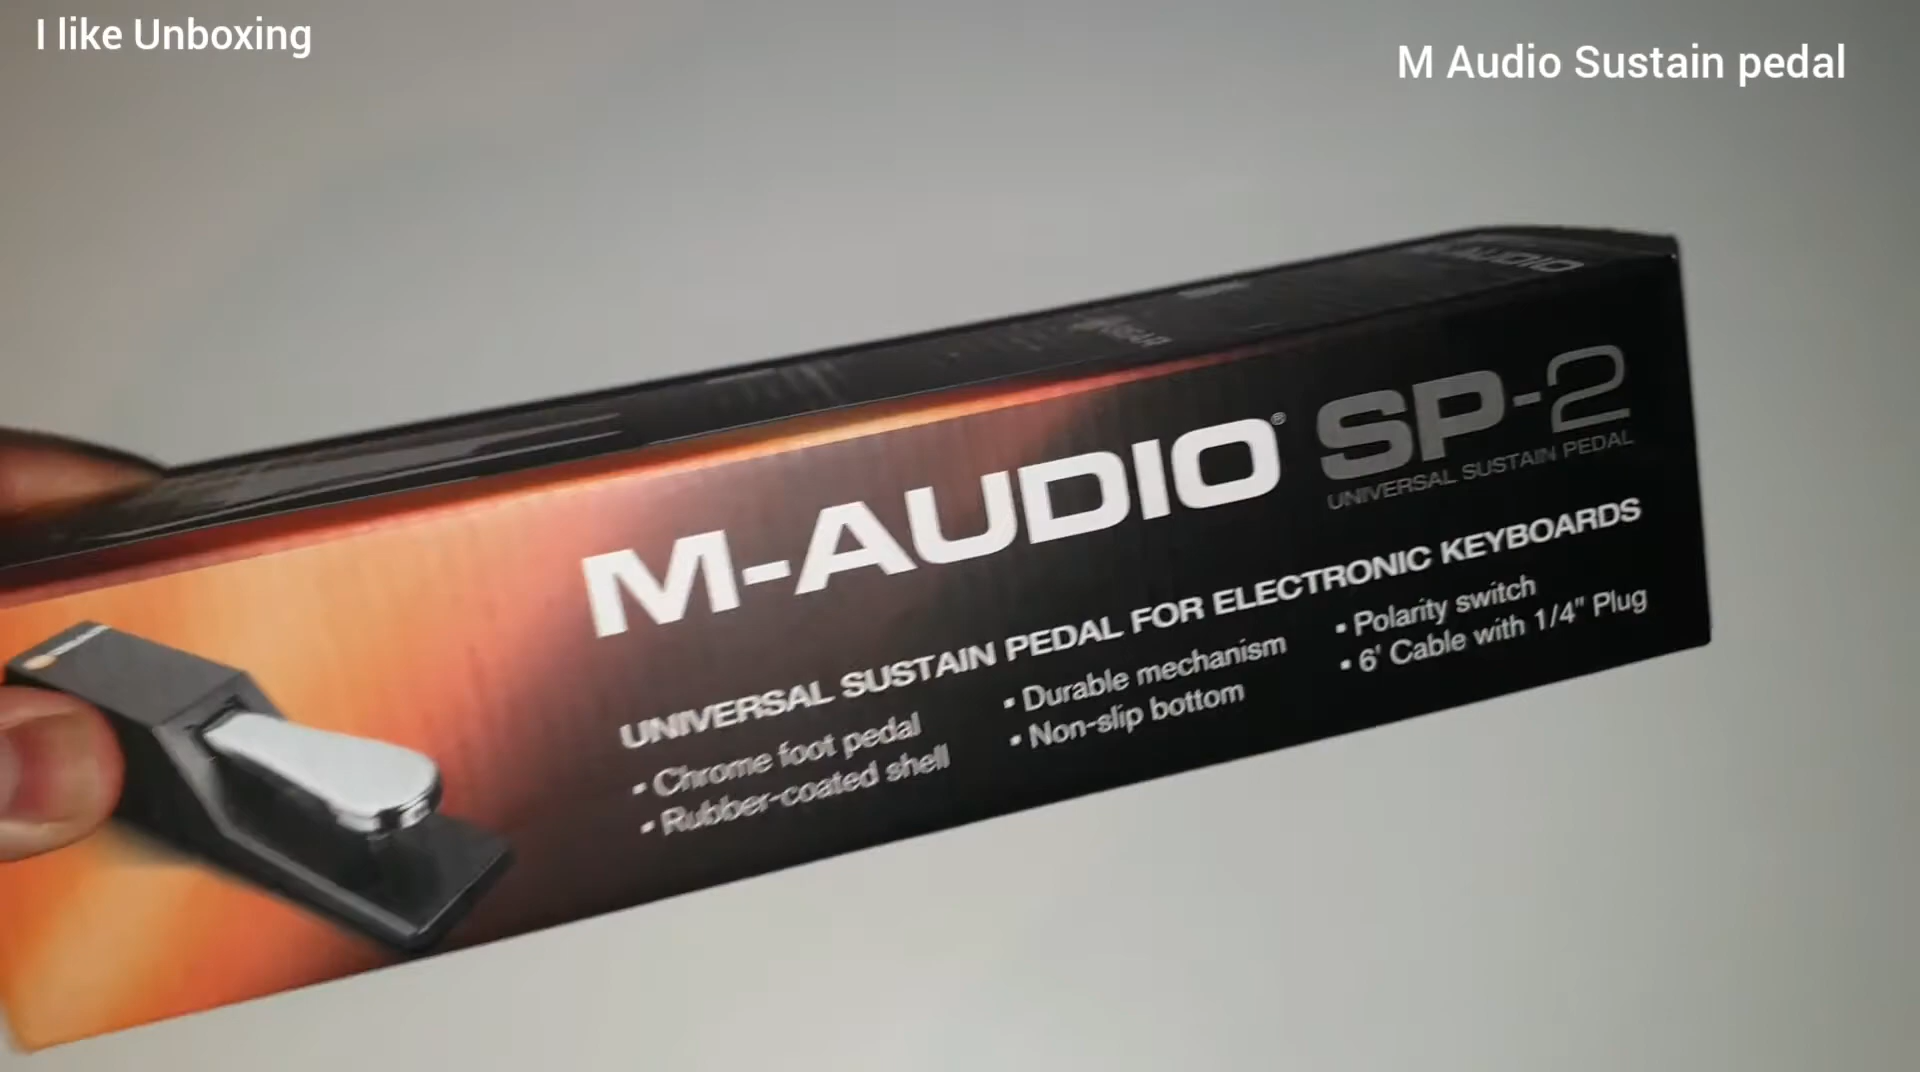 I like Unboxing
M Audio Sustain pedal
M-AUDIO® SP-2
UNIVERSAL SUSTAIN PEDAL
UNIVERSAL SUSTAIN PEDAL FOR ELECTRONIC KEYBOARDS
• Chrome foot pedal
• Rubber-coated shell
• Durable mechanism
• Non-slip bottom
• Polarity switch
• 6' Cable with 1/4" Plug